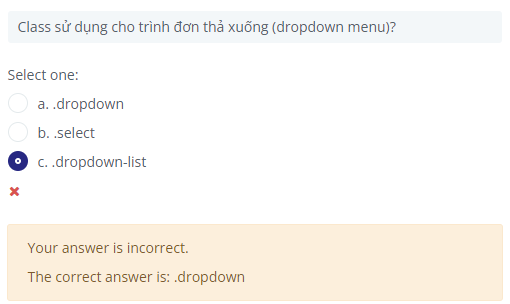 Class sử dụng cho trình đơn thả xuống (dropdown menu)?
Select one:
a. .dropdown
b. .select
c. .dropdown-list
Your answer is incorrect.
The correct answer is: .dropdown